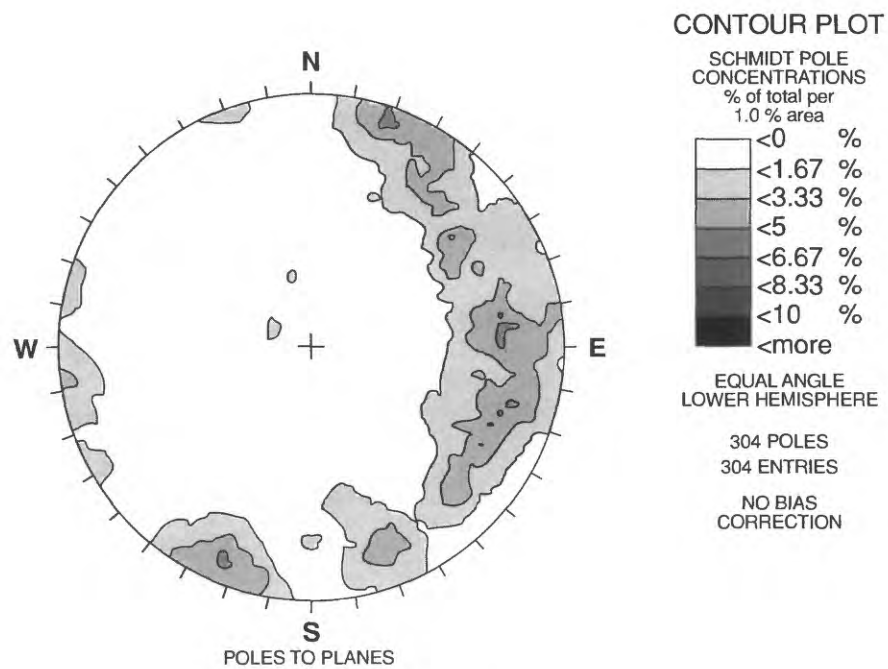 CONTOUR PLOT
SCHMIDT POLE
CONCENTRATIONS
% of total per
1.0 % area
<0 %
<1.67 %
<3.33 %
<5 %
<6.67 %
<8.33 %
<10 %
<more
EQUAL ANGLE
LOWER HEMISPHERE
304 POLES
304 ENTRIES
NO BIAS
CORRECTION
N
W
E
S
POLES TO PLANES